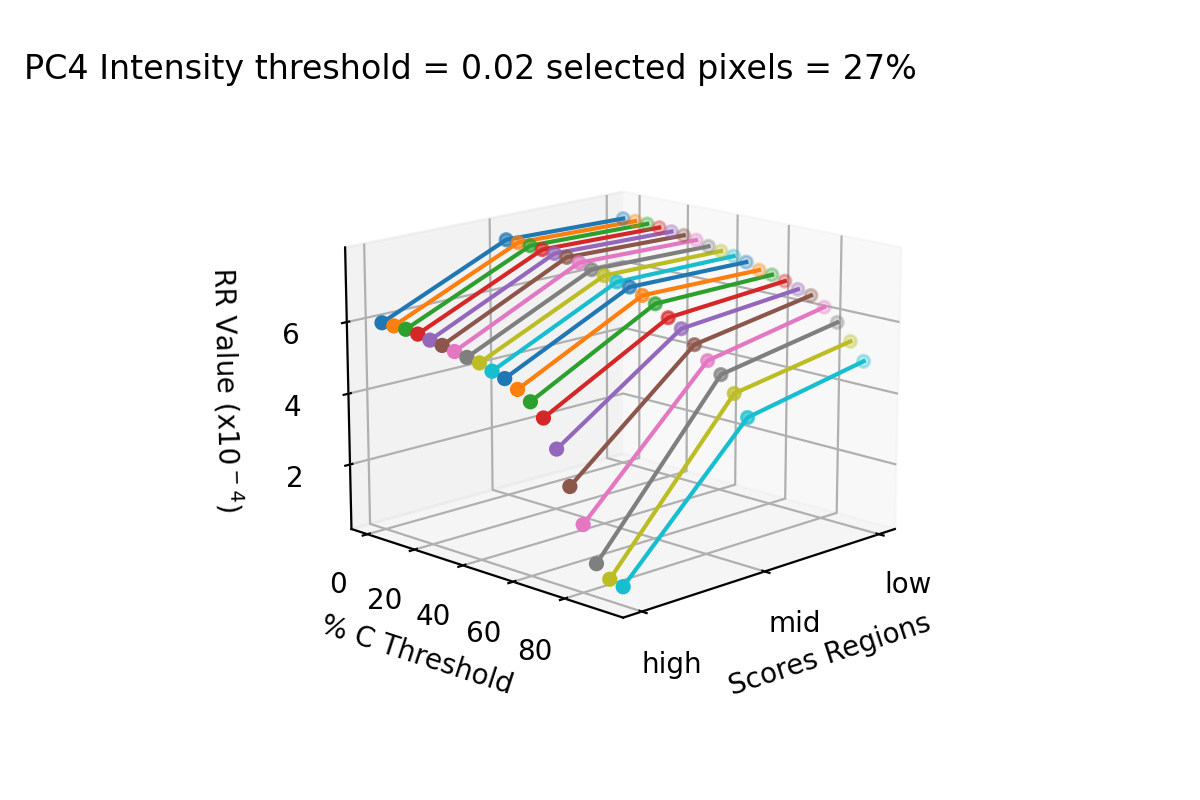 PC4 Intensity threshold = 0.02 selected pixels = 27%
RR Value (x10⁻⁴)
6
4
2
0
20
40
60
80
% C Threshold
high
mid
low
Scores Regions